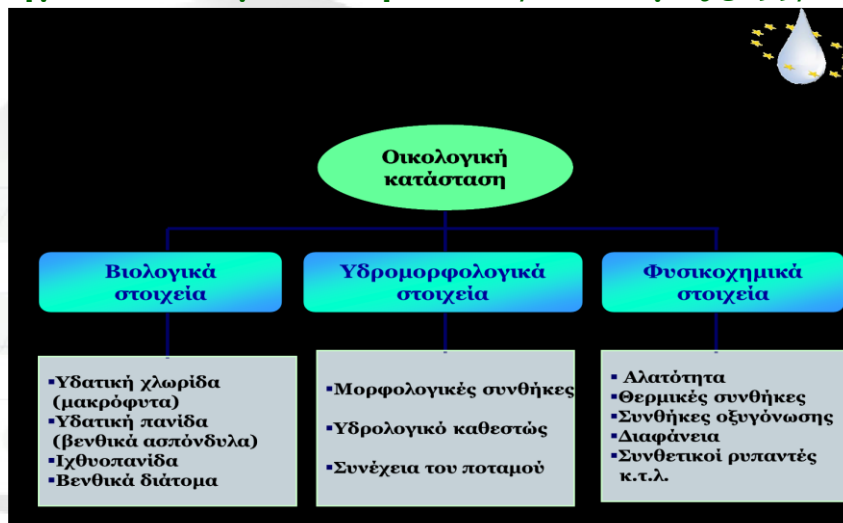 Οικολογική
κατάσταση
Βιολογικά
στοιχεία
Υδρομορφολογικά
στοιχεία
Φυσικοχημικά
στοιχεία
▪Υδατική χλωρίδα
(μακρόφυτα)
▪Υδατική πανίδα
(βενθικά ασπόνδυλα)
▪Ιχθυοπανίδα
▪Βενθικά διάτομα
▪Μορφολογικές συνθήκες
▪Υδρολογικό καθεστώς
▪Συνέχεια του ποταμού
▪ Αλατότητα
▪Θερμικές συνθήκες
▪Συνθήκες οξυγόνωσης
▪Διαφάνεια
▪Συνθετικοί ρυπαντές
κ.τ.λ.